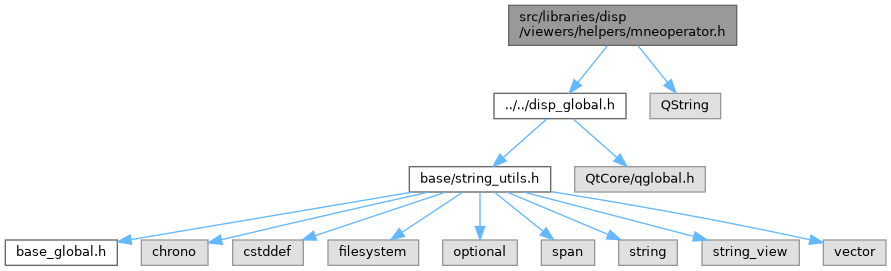 src/libraries/disp
/viewers/helpers/mneoperator.h
../../disp_global.h
QString
base/string_utils.h
QtCore/qglobal.h
base_global.h
chrono
cstddef
filesystem
optional
span
string
string_view
vector